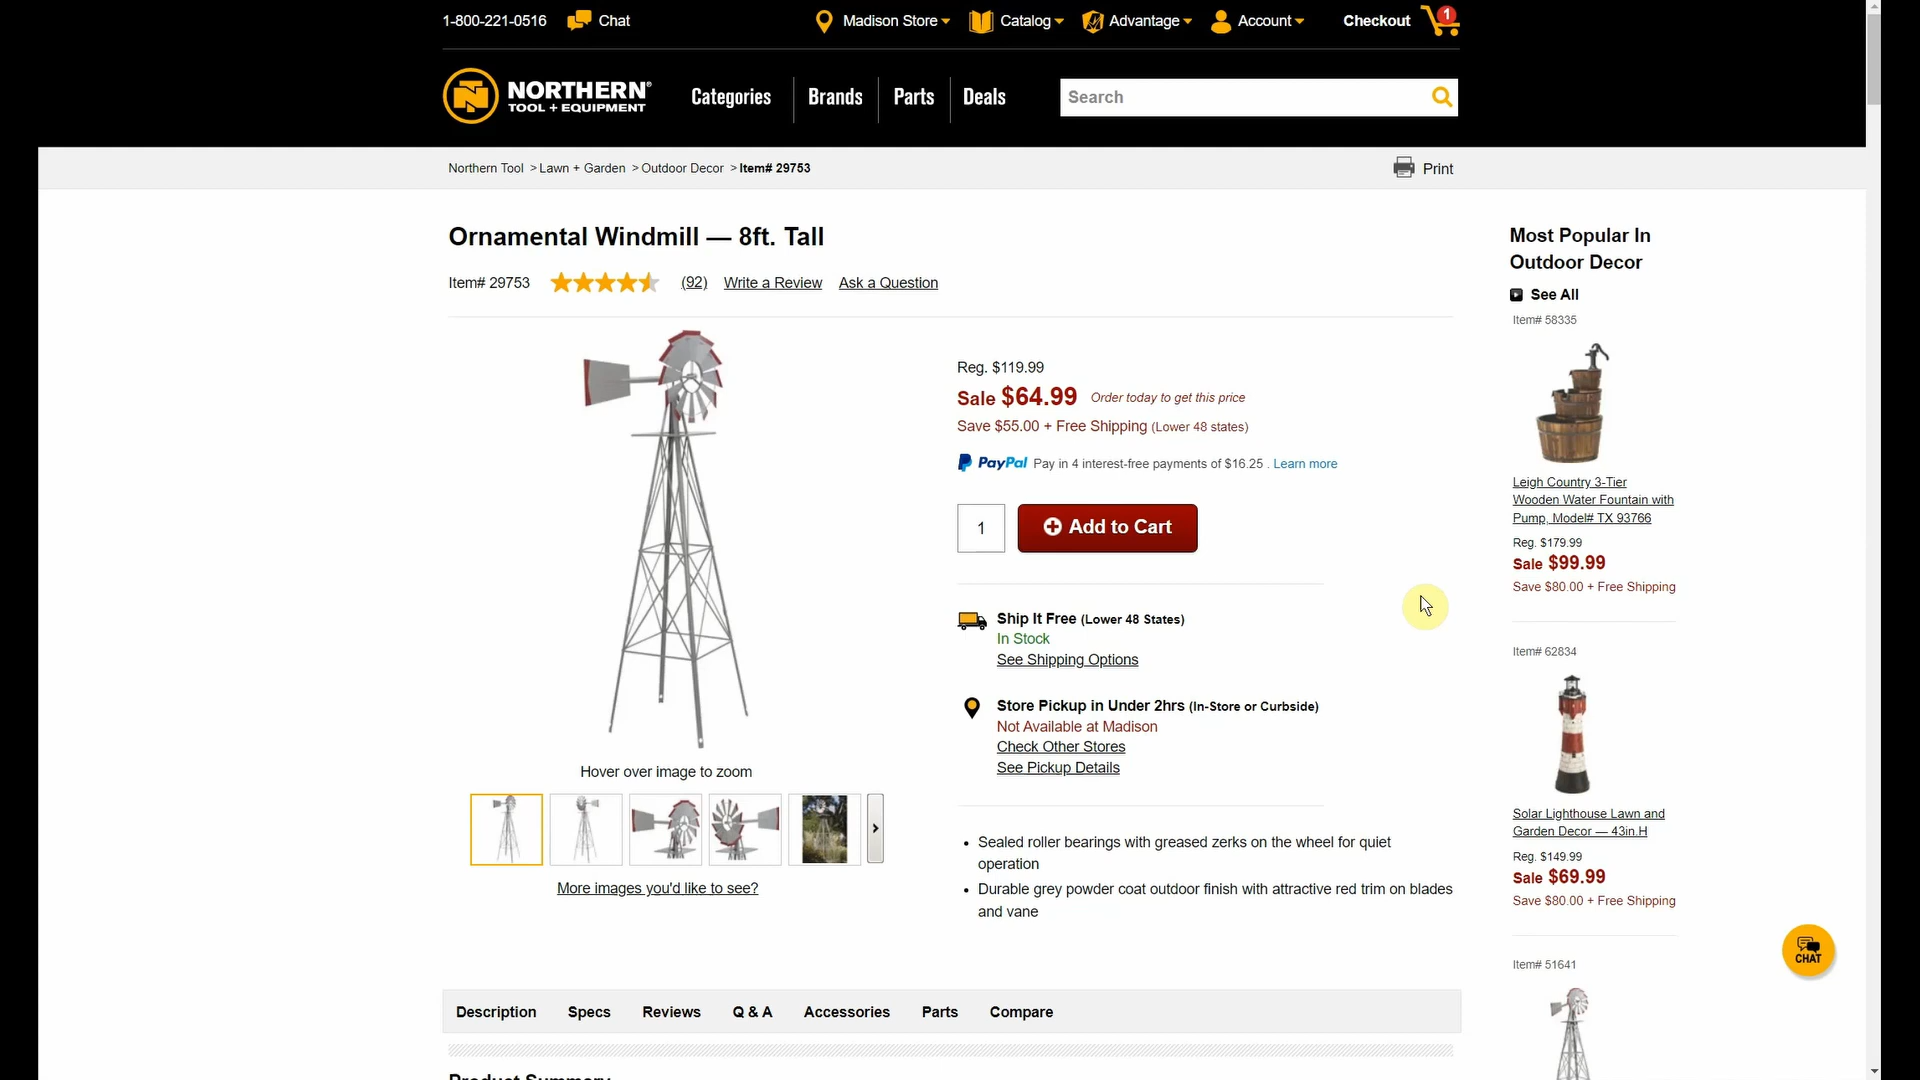 1-800-221-0516 Chat Madison Store Catalog Advantage Account Checkout 1
NORTHERN®
TOOL + EQUIPMENT
Categories Brands Parts Deals Search
Northern Tool > Lawn + Garden > Outdoor Decor > Item# 29753 Print
Ornamental Windmill — 8ft. Tall
Item# 29753 (92) Write a Review Ask a Question
Reg. $119.99
Sale $64.99 Order today to get this price
Save $55.00 + Free Shipping (Lower 48 states)
PayPal Pay in 4 interest-free payments of $16.25 . Learn more
1 Add to Cart
Ship It Free (Lower 48 States)
In Stock
See Shipping Options
Store Pickup in Under 2hrs (In-Store or Curbside)
Not Available at Madison
Check Other Stores
See Pickup Details
Hover over image to zoom
More images you'd like to see?
• Sealed roller bearings with greased zerks on the wheel for quiet
operation
• Durable grey powder coat outdoor finish with attractive red trim on blades
and vane
Most Popular In
Outdoor Decor
See All
Item# 58335
Leigh Country 3-Tier
Wooden Water Fountain with
Pump, Model# TX 93766
Reg. $179.99
Sale $99.99
Save $80.00 + Free Shipping
Item# 62834
Solar Lighthouse Lawn and
Garden Decor — 43in.H
Reg. $149.99
Sale $69.99
Save $80.00 + Free Shipping
Item# 51641
CHAT
Description Specs Reviews Q & A Accessories Parts Compare
Product Summary